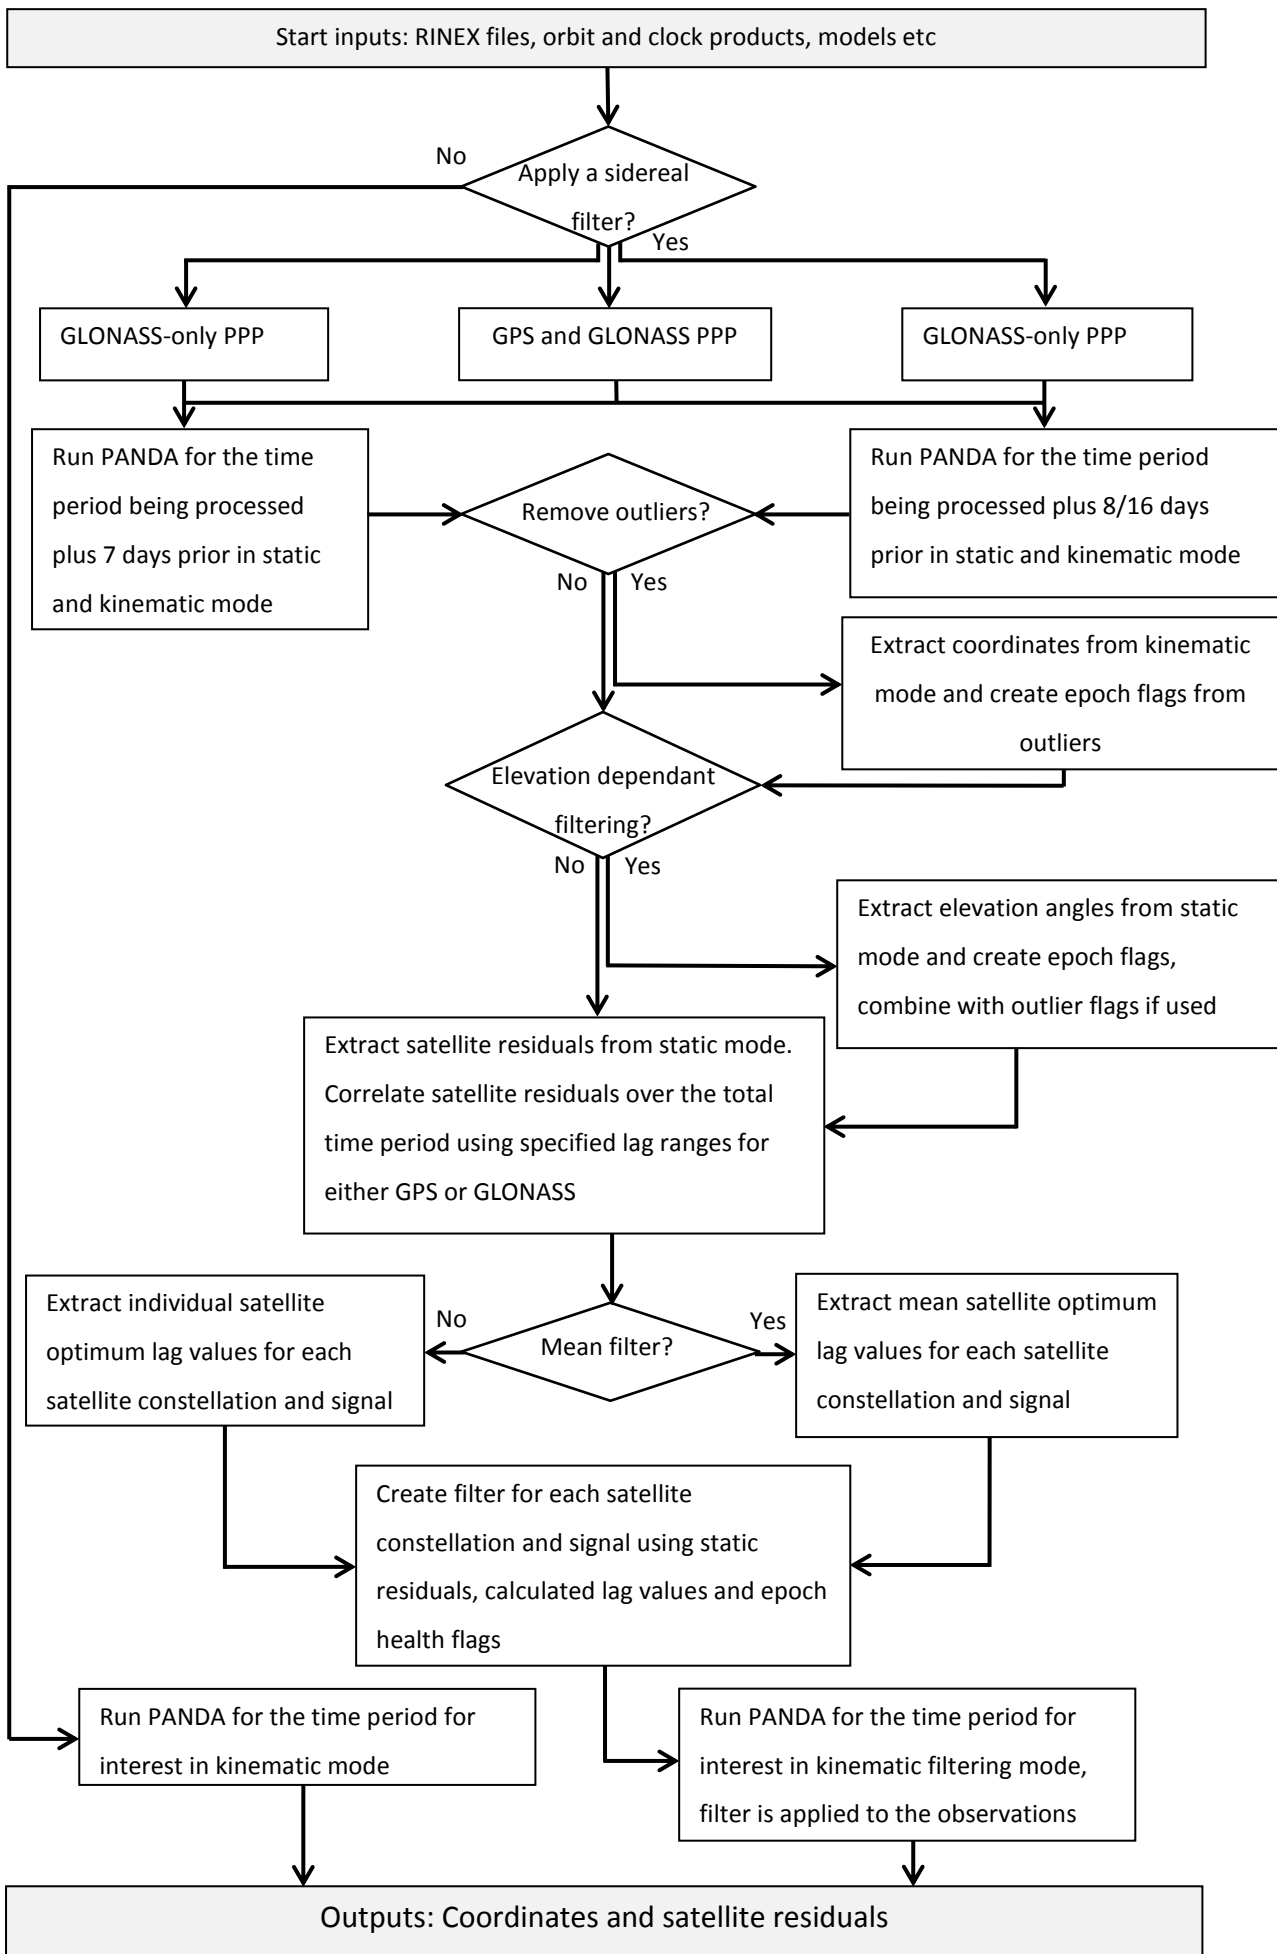 Start inputs: RINEX files, orbit and clock products, models etc
No
Apply a sidereal
filter?
Yes
GLONASS-only PPP
GPS and GLONASS PPP
GLONASS-only PPP
Run PANDA for the time
period being processed
plus 7 days prior in static
and kinematic mode
Remove outliers?
Run PANDA for the time period
being processed plus 8/16 days
prior in static and kinematic mode
No
Yes
Extract coordinates from kinematic
mode and create epoch flags from
outliers
Elevation dependant
filtering?
No
Yes
Extract elevation angles from static
mode and create epoch flags,
combine with outlier flags if used
Extract satellite residuals from static mode.
Correlate satellite residuals over the total
time period using specified lag ranges for
either GPS or GLONASS
Extract individual satellite
optimum lag values for each
satellite constellation and signal
No
Mean filter?
Yes
Extract mean satellite optimum
lag values for each satellite
constellation and signal
Create filter for each satellite
constellation and signal using static
residuals, calculated lag values and epoch
health flags
Run PANDA for the time period for
interest in kinematic mode
Run PANDA for the time period for
interest in kinematic filtering mode,
filter is applied to the observations
Outputs: Coordinates and satellite residuals